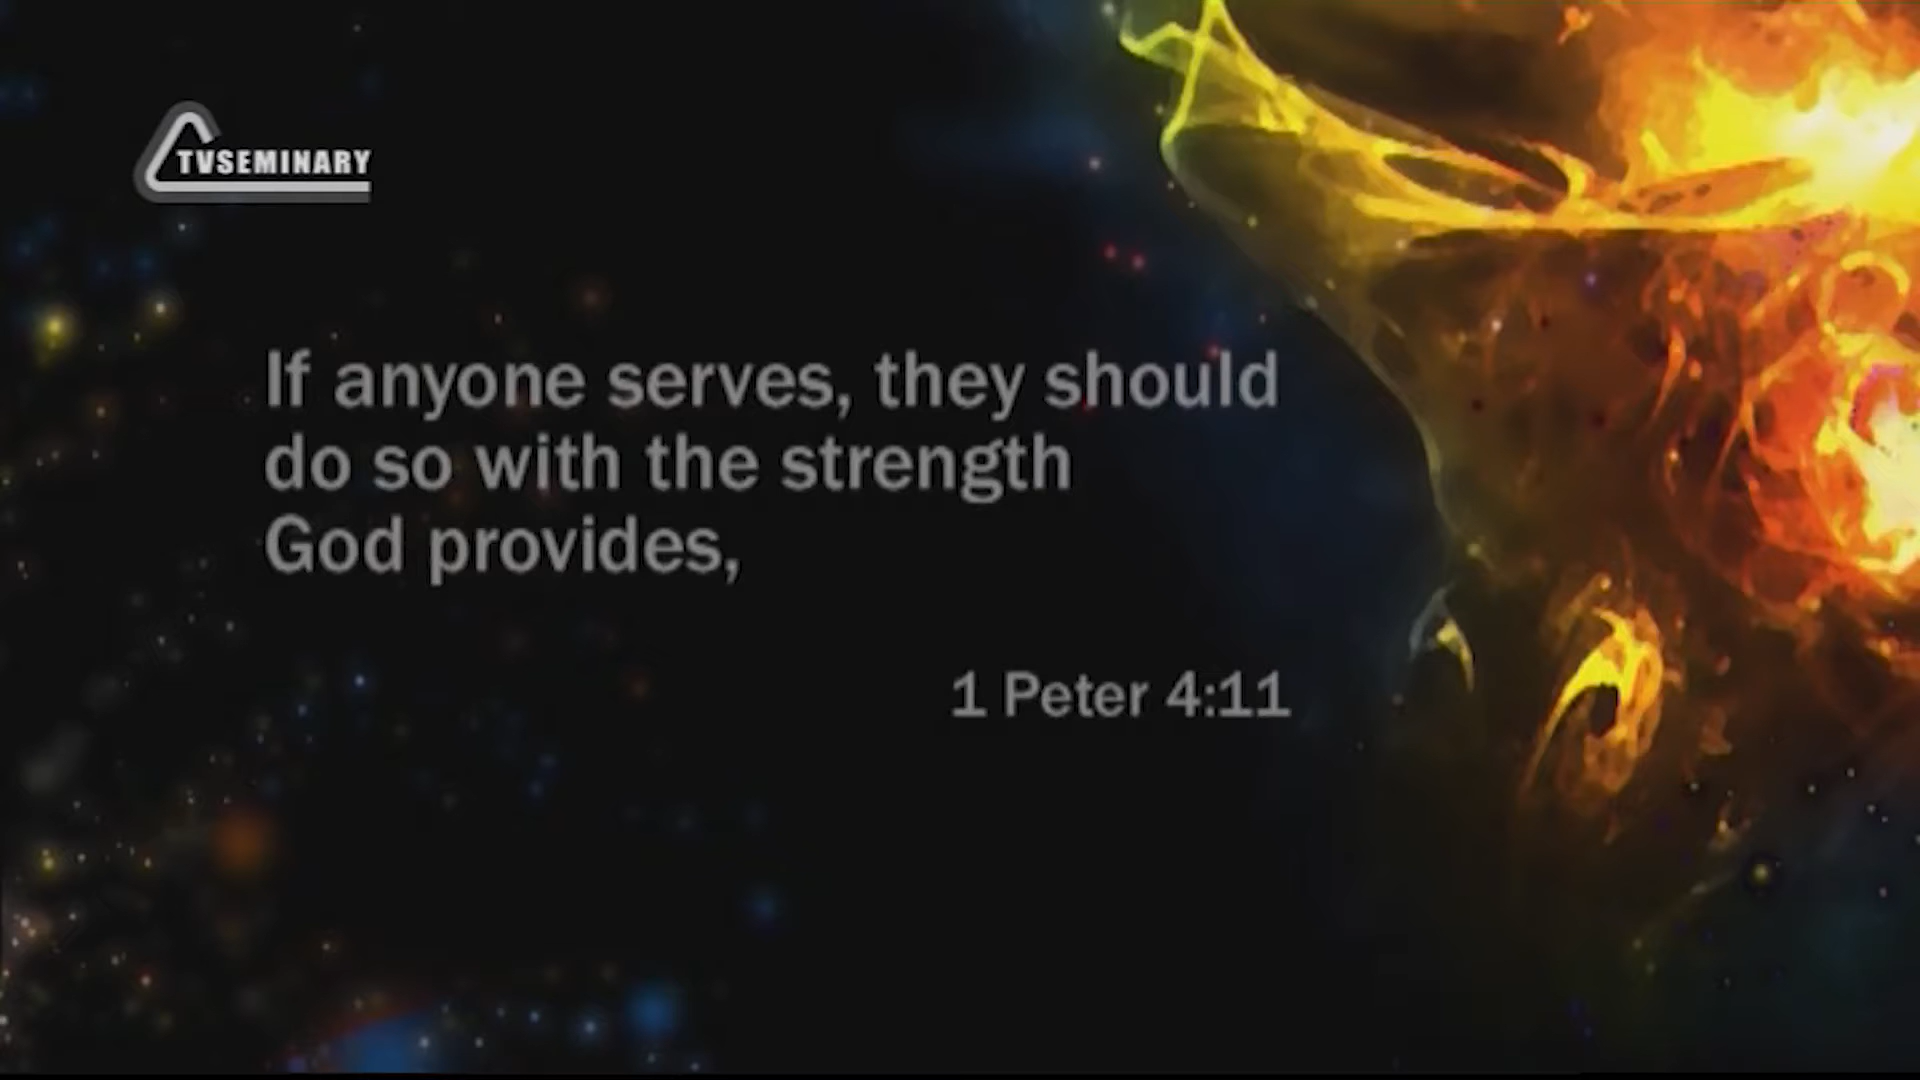 TVSEMINARY
If anyone serves, they should
do so with the strength
God provides,
1 Peter 4:11